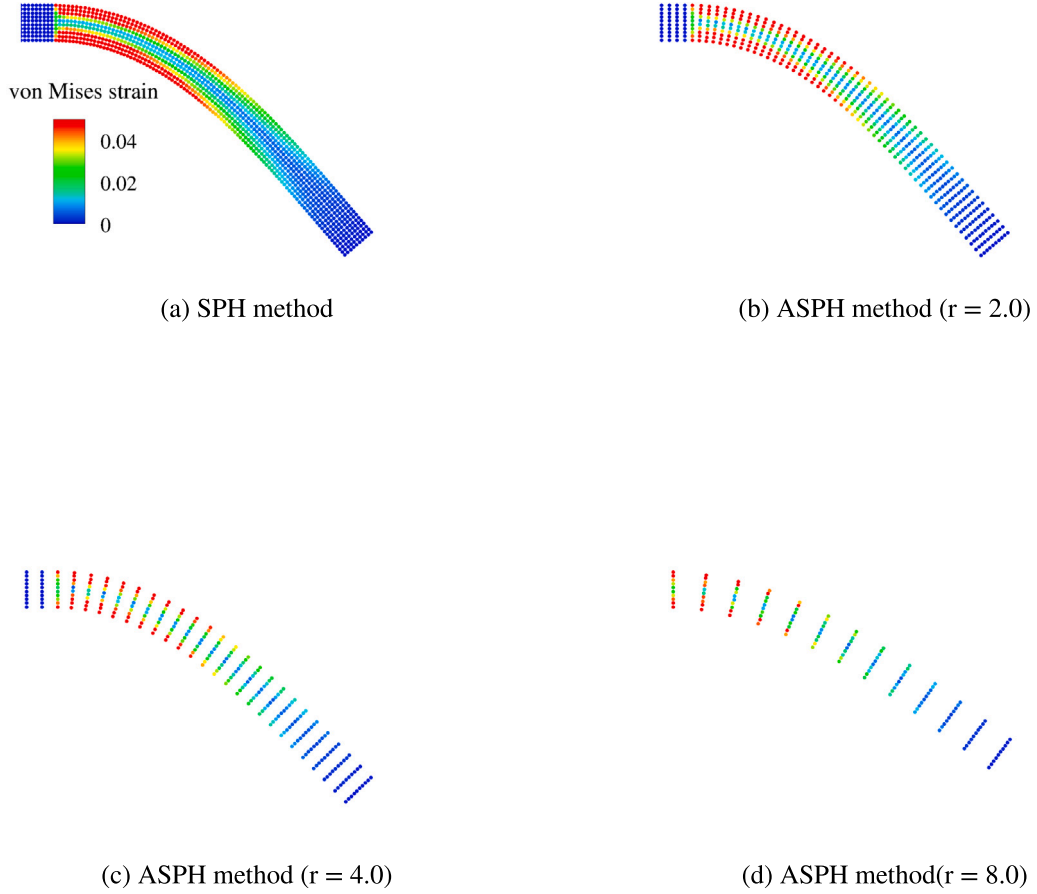 von Mises strain
0.04
0.02
0
(a) SPH method
(b) ASPH method (r = 2.0)
(c) ASPH method (r = 4.0)
(d) ASPH method(r = 8.0)